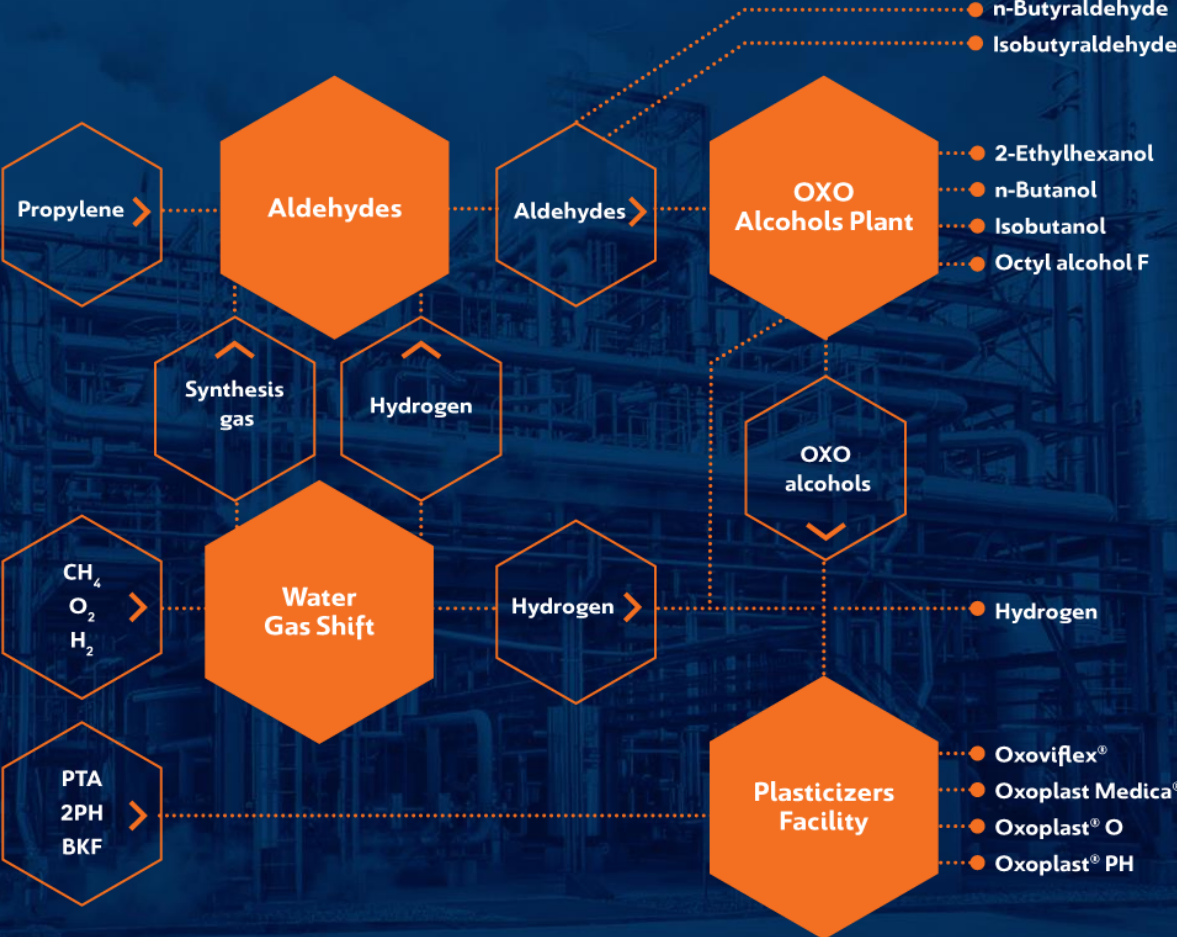 n-Butyraldehyde
Isobutyraldehyde
Propylene
Aldehydes
Aldehydes
OXO
Alcohols Plant
2-Ethylhexanol
n-Butanol
Isobutanol
Octyl alcohol F
Synthesis
gas
Hydrogen
OXO
alcohols
CH₄
O₂
H₂
Water
Gas Shift
Hydrogen
Hydrogen
PTA
2PH
BKF
Plasticizers
Facility
Oxoviflex®
Oxoplast Medica®
Oxoplast® O
Oxoplast® PH